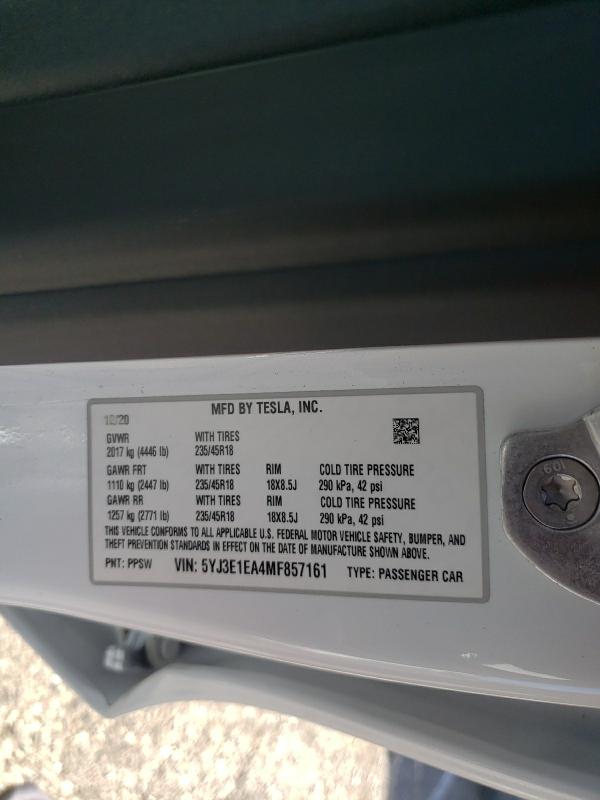 MFD BY TESLA, INC.
12/20
GVWR WITH TIRES
2017 kg (4446 lb) 235/45R18
GAWR FRT WITH TIRES RIM COLD TIRE PRESSURE
1110 kg (2447 lb) 235/45R18 18X8.5J 290 kPa, 42 psi
GAWR RR WITH TIRES RIM COLD TIRE PRESSURE
1257 kg (2771 lb) 235/45R18 18X8.5J 290 kPa, 42 psi
THIS VEHICLE CONFORMS TO ALL APPLICABLE U.S. FEDERAL MOTOR VEHICLE SAFETY, BUMPER, AND
THEFT PREVENTION STANDARDS IN EFFECT ON THE DATE OF MANUFACTURE SHOWN ABOVE.
PNT: PPSW VIN: 5YJ3E1EA4MF857161 TYPE: PASSENGER CAR